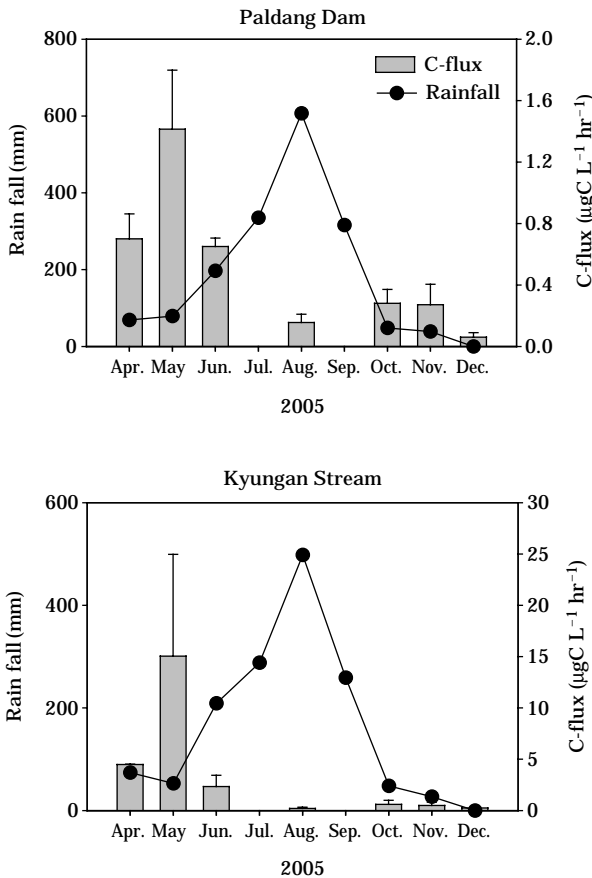 Paldang Dam
800
600
400
200
0
Rain fall (mm)
C-flux
Rainfall
2.0
1.6
1.2
0.8
0.4
0.0
C-flux (μgC L⁻¹ hr⁻¹)
Apr. May Jun. Jul. Aug. Sep. Oct. Nov. Dec.
2005
Kyungan Stream
600
400
200
0
Rain fall (mm)
30
25
20
15
10
5
0
C-flux (μgC L⁻¹ hr⁻¹)
Apr. May Jun. Jul. Aug. Sep. Oct. Nov. Dec.
2005